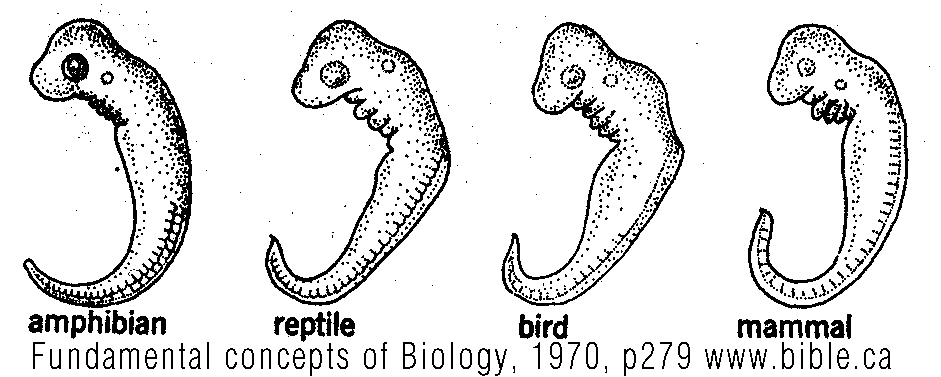 amphibian reptile bird mammal
Fundamental concepts of Biology, 1970, p279 www.bible.ca